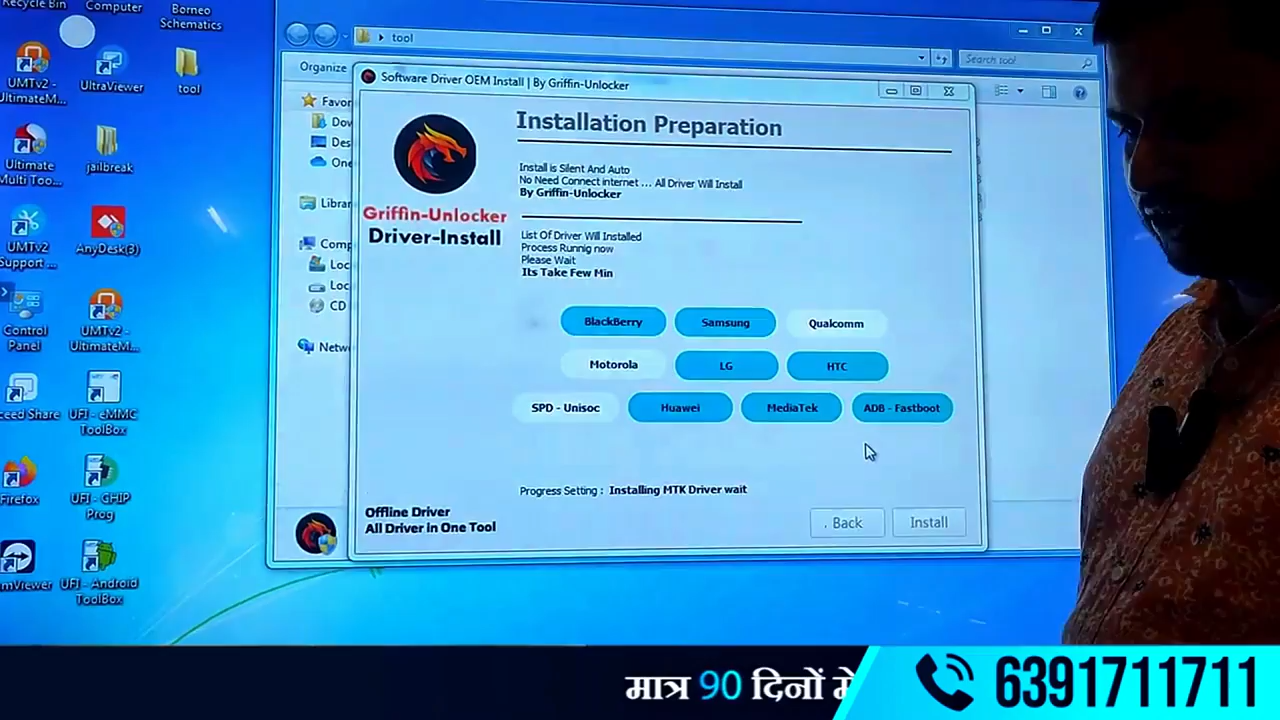 Recycle Bin
Computer
Borneo
Schematics
UMTv2 -
UltimateM...
UltraViewer
tool
Ultimate
Multi Too...
jailbreak
UMTv2
Support ...
AnyDesk(3)
Control
Panel
UMTv2 -
UltimateM...
eed Share
UFI - eMMC
ToolBox
Firefox
UFI - CHIP
Prog
mViewer
UFI - Android
ToolBox
tool
Search tool
Organize
Favor
Dow
Des
One
Librar
Comp
Loc
Loc
CD
Netw
Software Driver OEM Install | By Griffin-Unlocker
Griffin-Unlocker
Driver-Install
Installation Preparation
Install is Silent And Auto
No Need Connect internet ... All Driver Will Install
By Griffin-Unlocker
List Of Driver Will Installed
Process Runnig now
Please Wait
Its Take Few Min
BlackBerry
Samsung
Qualcomm
Motorola
LG
HTC
SPD - Unisoc
Huawei
MediaTek
ADB - Fastboot
Progress Setting : Installing MTK Driver wait
Offline Driver
All Driver in One Tool
. Back
Install
मात्र 90 दिनों में
6391711711